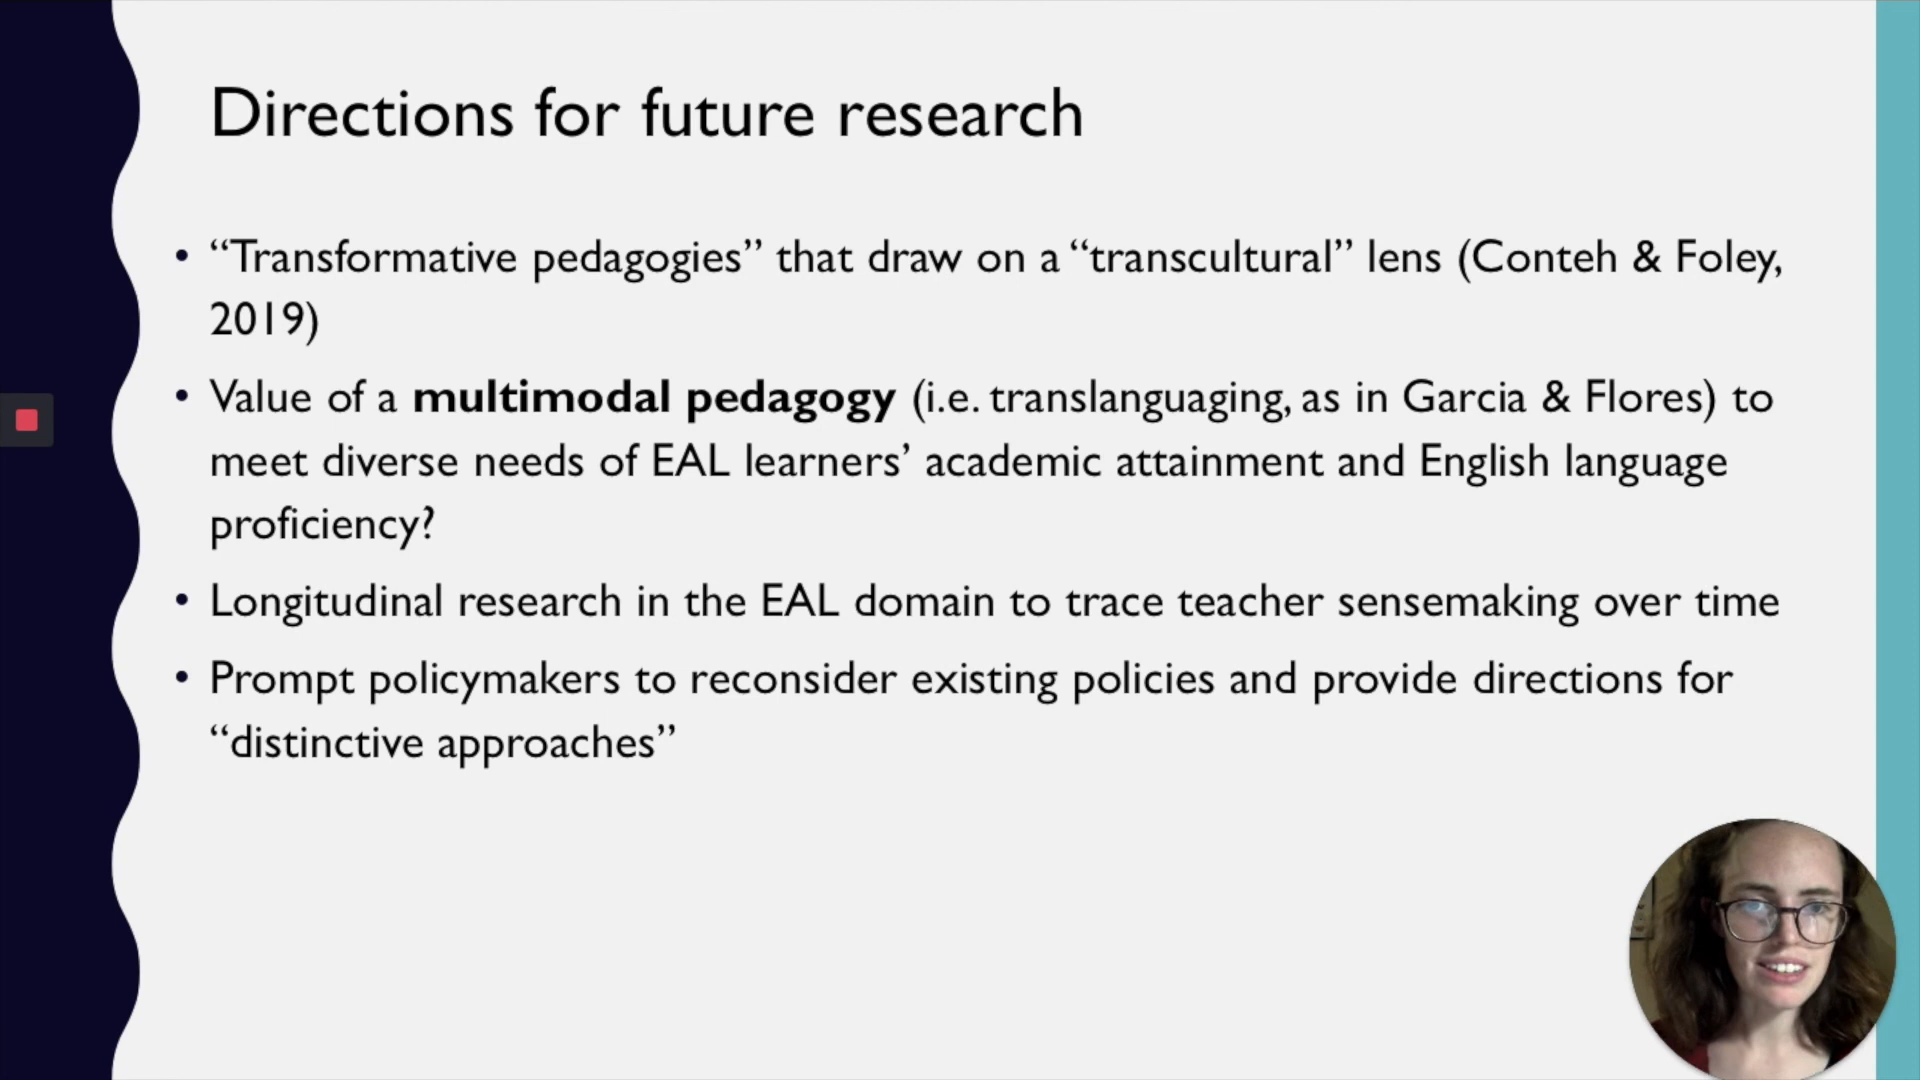 Directions for future research
• “Transformative pedagogies” that draw on a “transcultural” lens (Conteh & Foley,
2019)
• Value of a multimodal pedagogy (i.e. translanguaging, as in Garcia & Flores) to
meet diverse needs of EAL learners’ academic attainment and English language
proficiency?
• Longitudinal research in the EAL domain to trace teacher sensemaking over time
• Prompt policymakers to reconsider existing policies and provide directions for
“distinctive approaches”